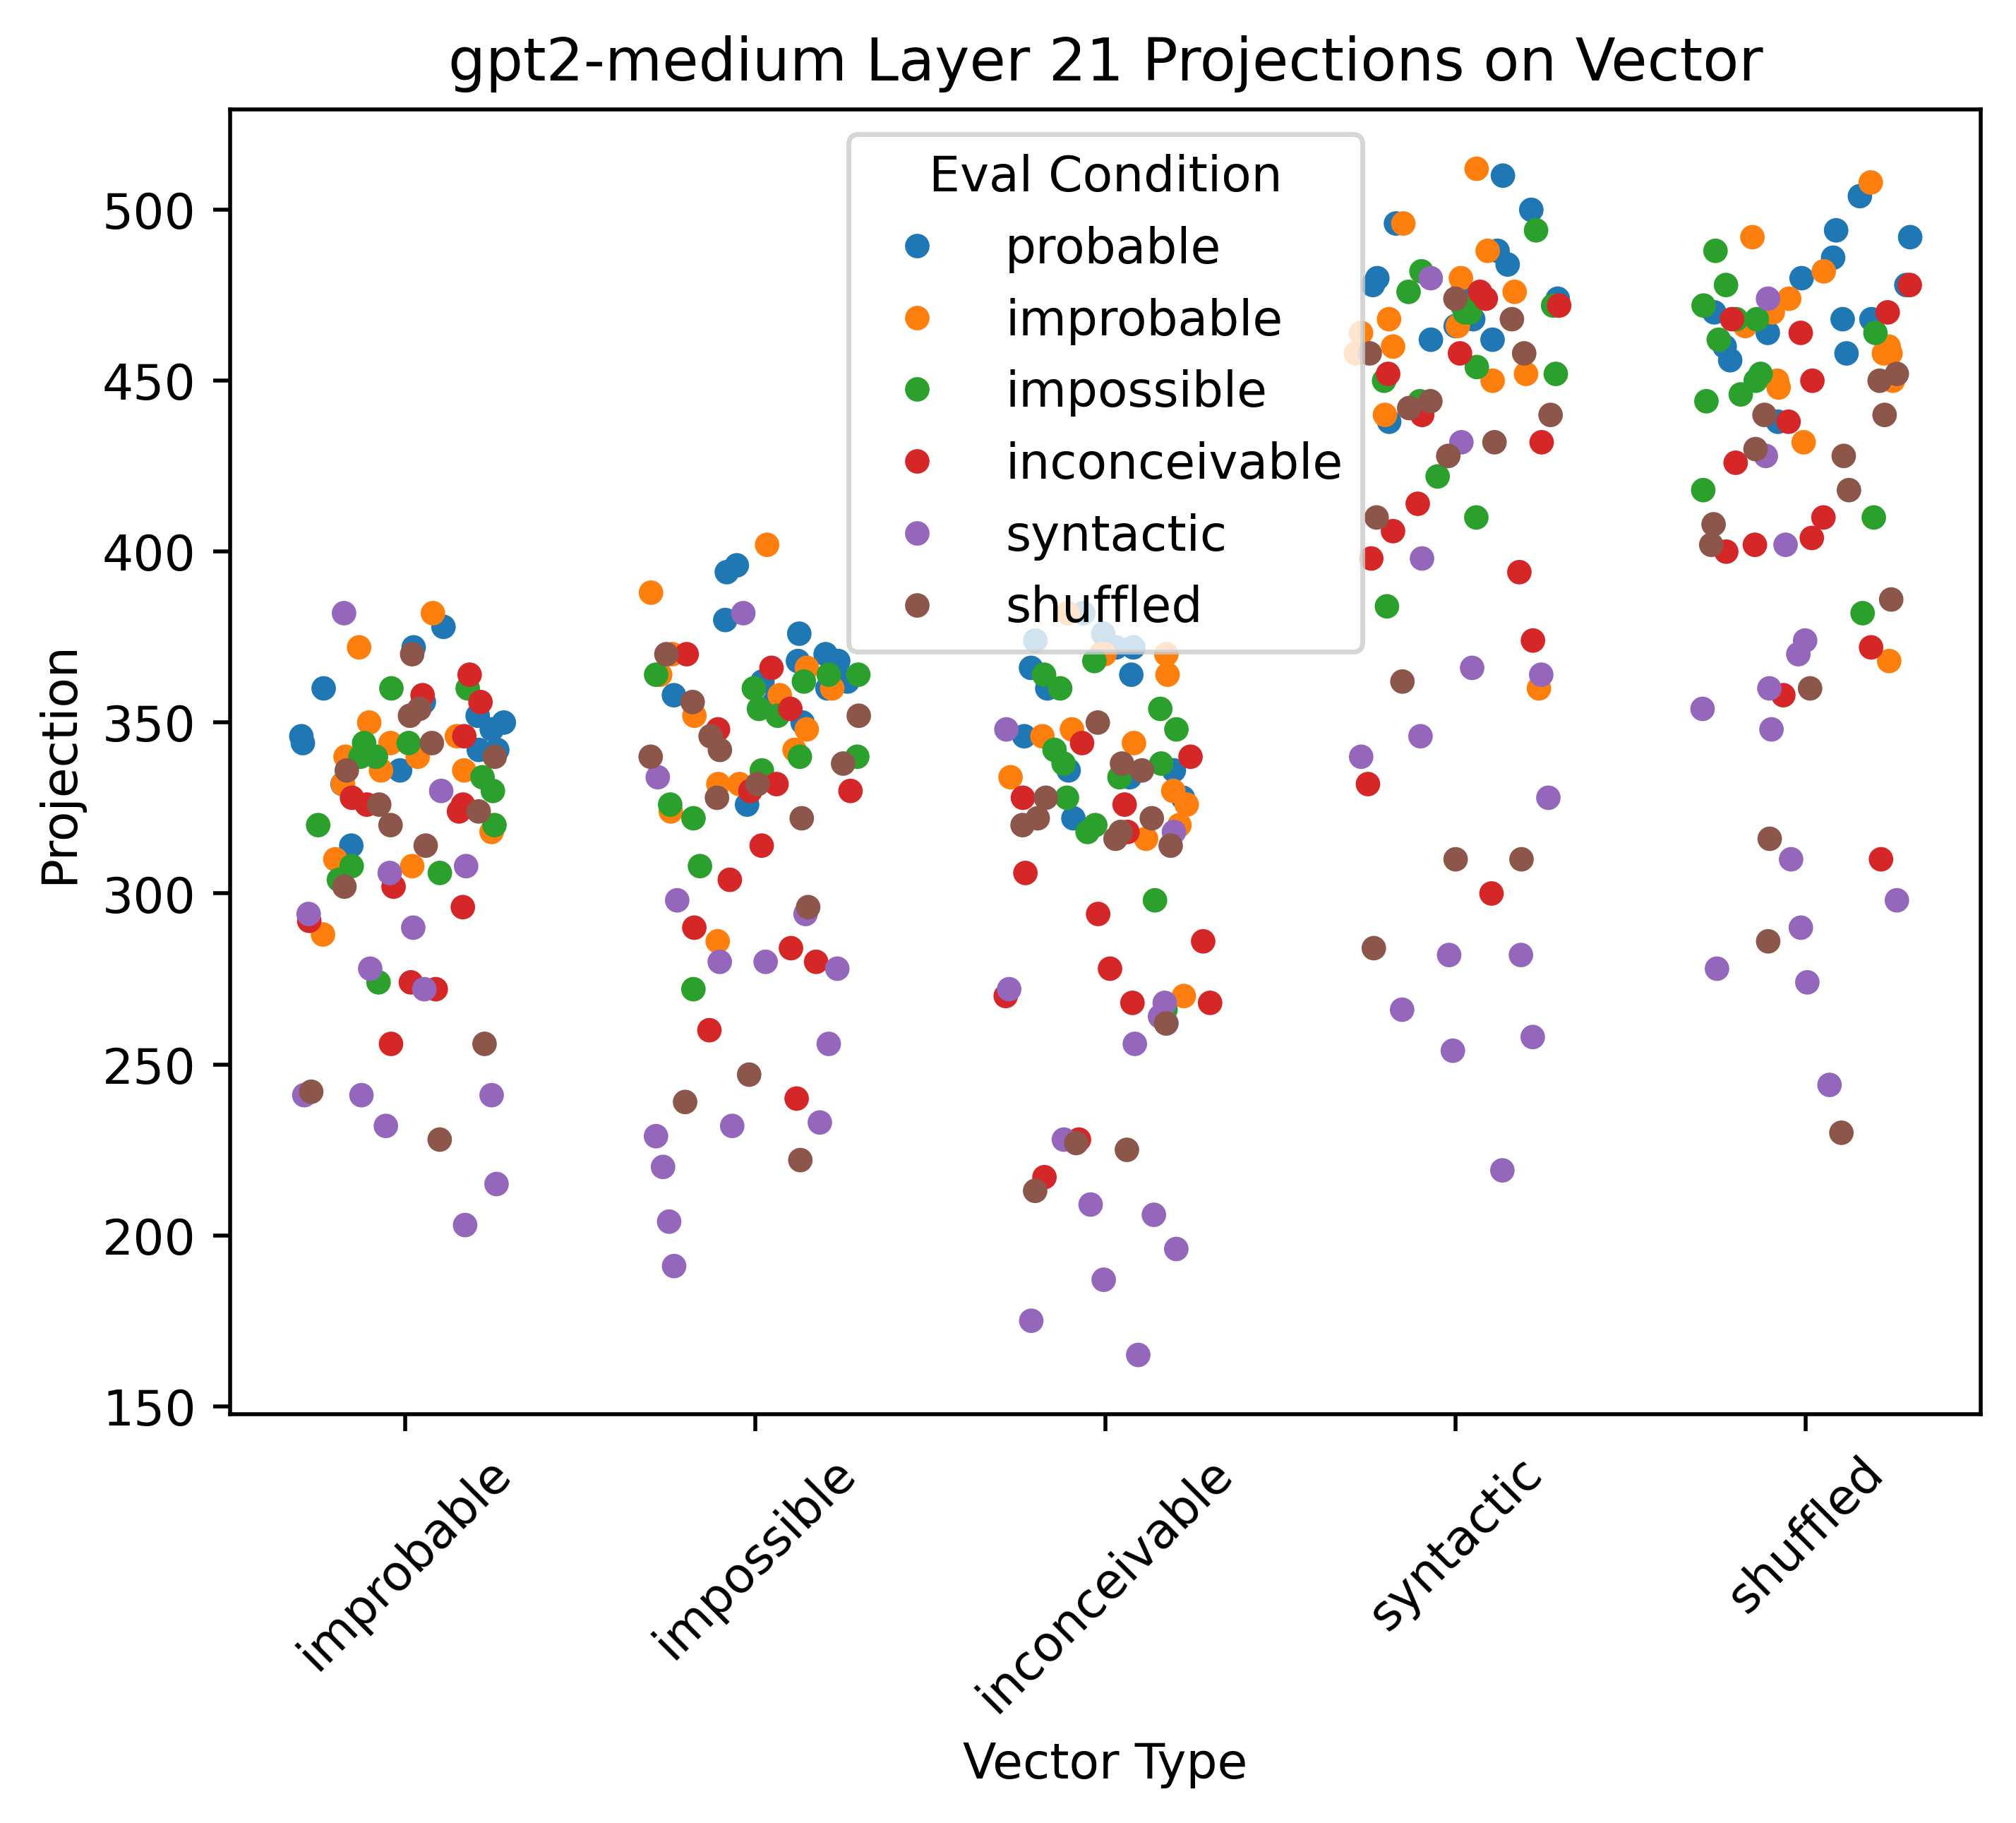 gpt2-medium Layer 21 Projections on Vector
Eval Condition
probable
improbable
impossible
inconceivable
syntactic
shuffled
Projection
500
450
400
350
300
250
200
150
improbable
impossible
inconceivable
syntactic
shuffled
Vector Type